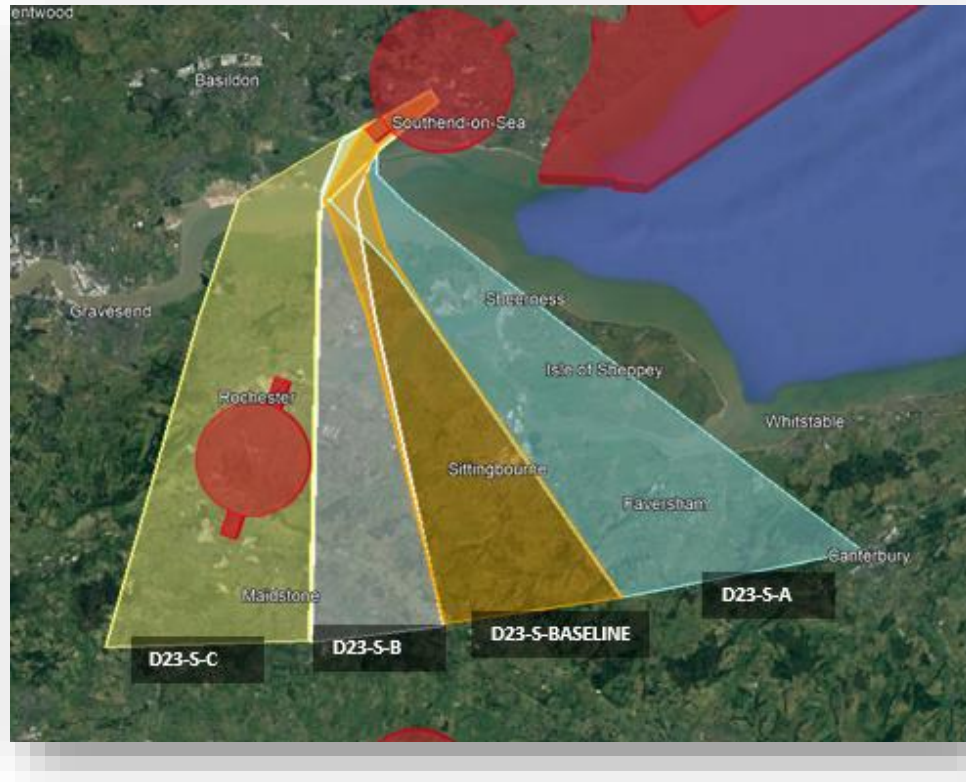 entwood
Basildon
Southend-on-Sea
Gravesend
Sheerness
Isle of Sheppey
Rochester
Whitstable
Sittingbourne
Faversham
Canterbury
Maidstone
D23-S-A
D23-S-BASELINE
D23-S-B
D23-S-C